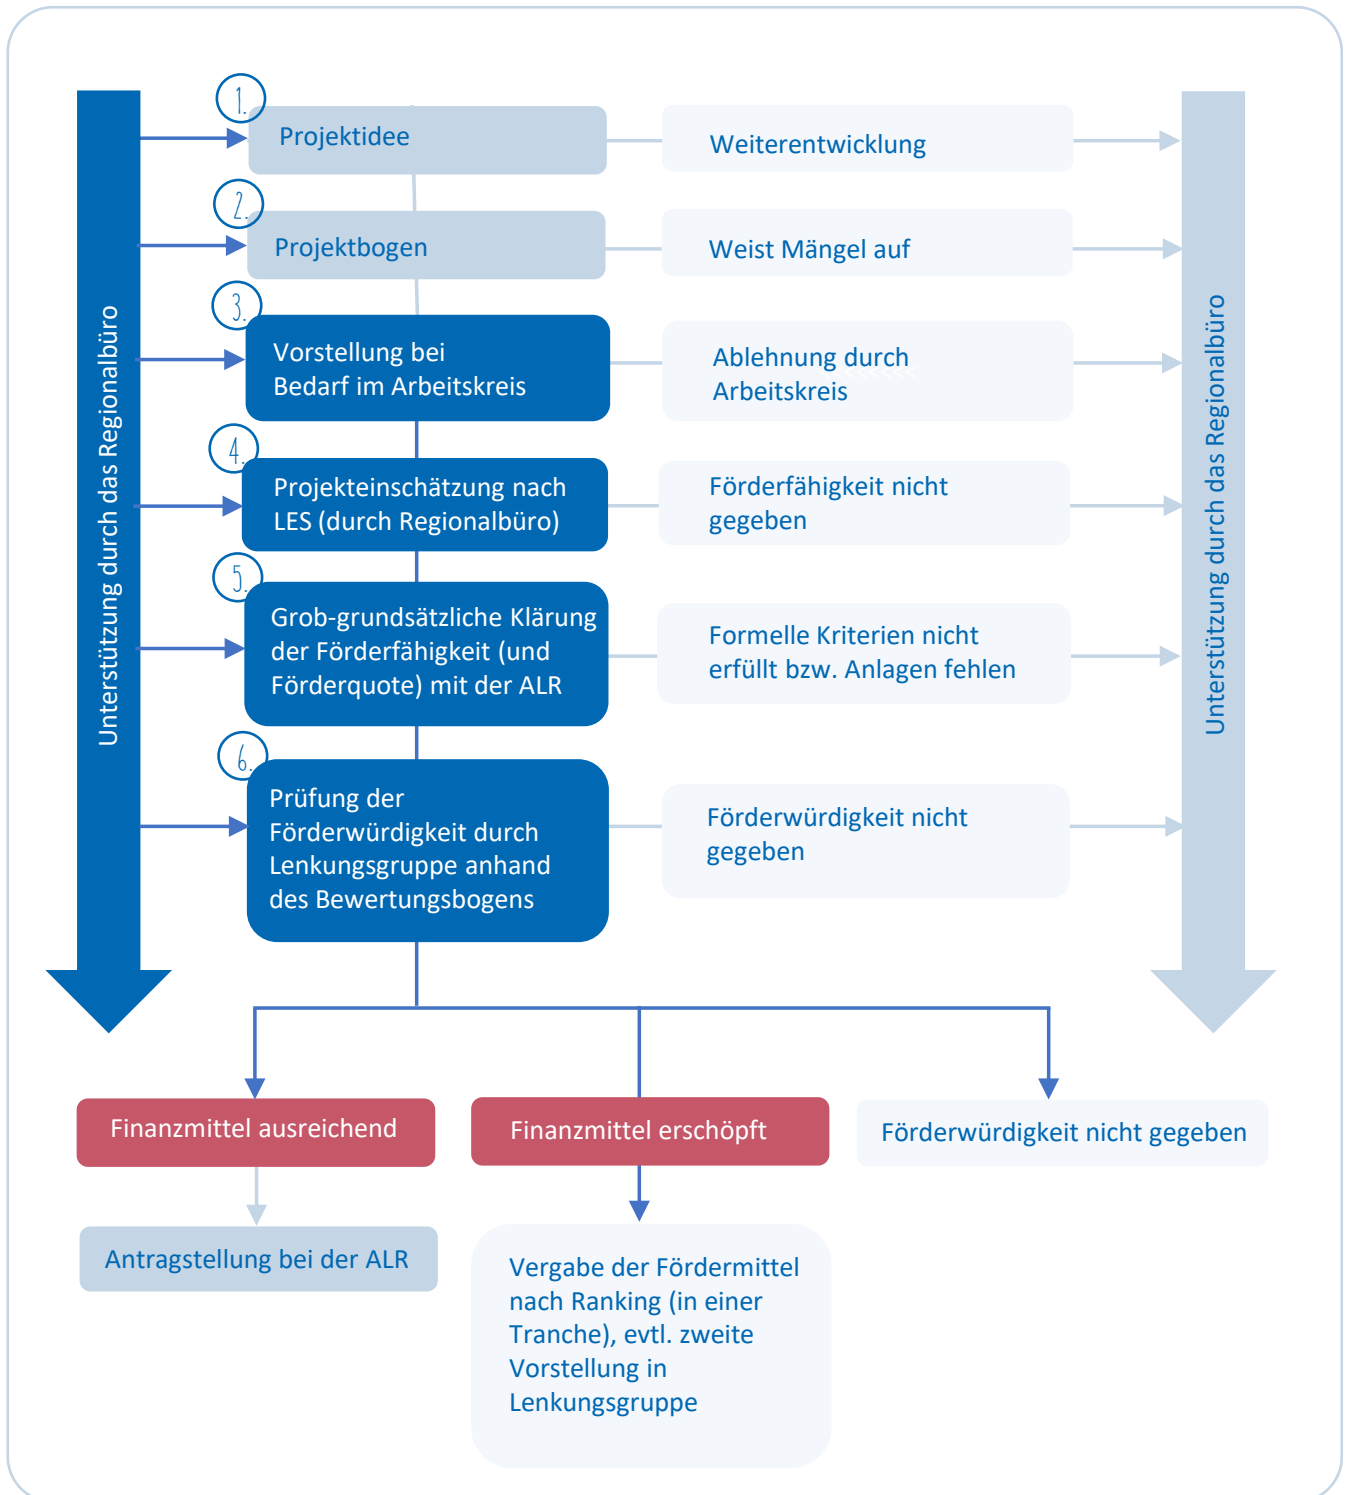 Unterstützung durch das Regionalbüro
1.
Projektidee
Weiterentwicklung
2.
Projektbogen
Weist Mängel auf
3.
Vorstellung bei
Bedarf im Arbeitskreis
Ablehnung durch
Arbeitskreis
4.
Projekteinschätzung nach
LES (durch Regionalbüro)
Förderfähigkeit nicht
gegeben
5.
Grob-grundsätzliche Klärung
der Förderfähigkeit (und
Förderquote) mit der ALR
Formelle Kriterien nicht
erfüllt bzw. Anlagen fehlen
6.
Prüfung der
Förderwürdigkeit durch
Lenkungsgruppe anhand
des Bewertungsbogens
Förderwürdigkeit nicht
gegeben
Unterstützung durch das Regionalbüro
Finanzmittel ausreichend
Finanzmittel erschöpft
Förderwürdigkeit nicht gegeben
Antragstellung bei der ALR
Vergabe der Fördermittel
nach Ranking (in einer
Tranche), evtl. zweite
Vorstellung in
Lenkungsgruppe